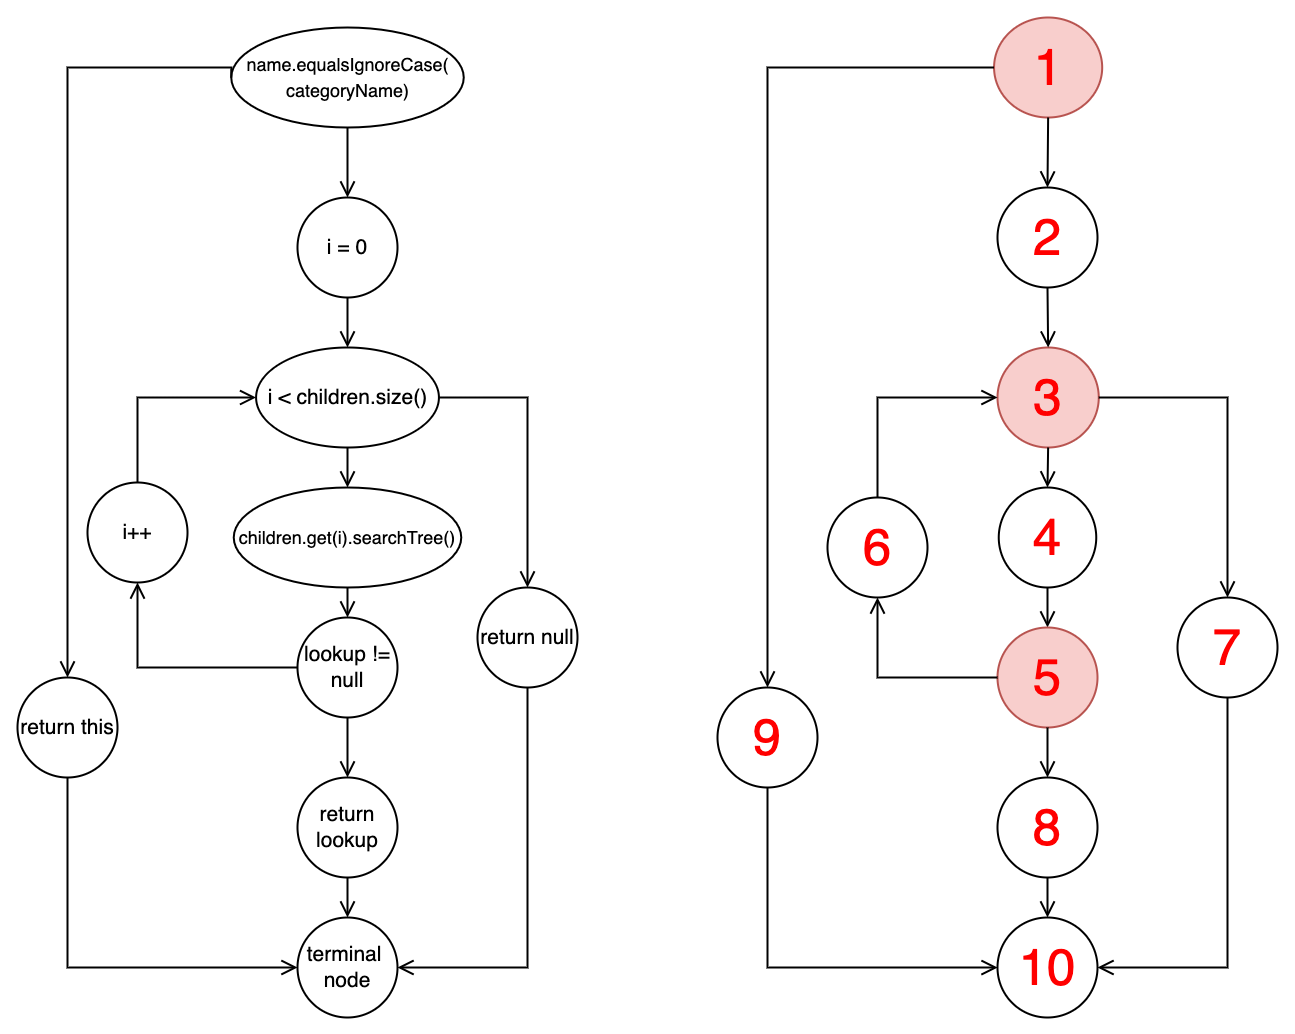 name.equalsIgnoreCase(
categoryName)
i = 0
i < children.size()
i++
children.get(i).searchTree()
lookup !=
null
return null
return this
return
lookup
terminal
node
1
2
3
4
6
5
7
9
8
10